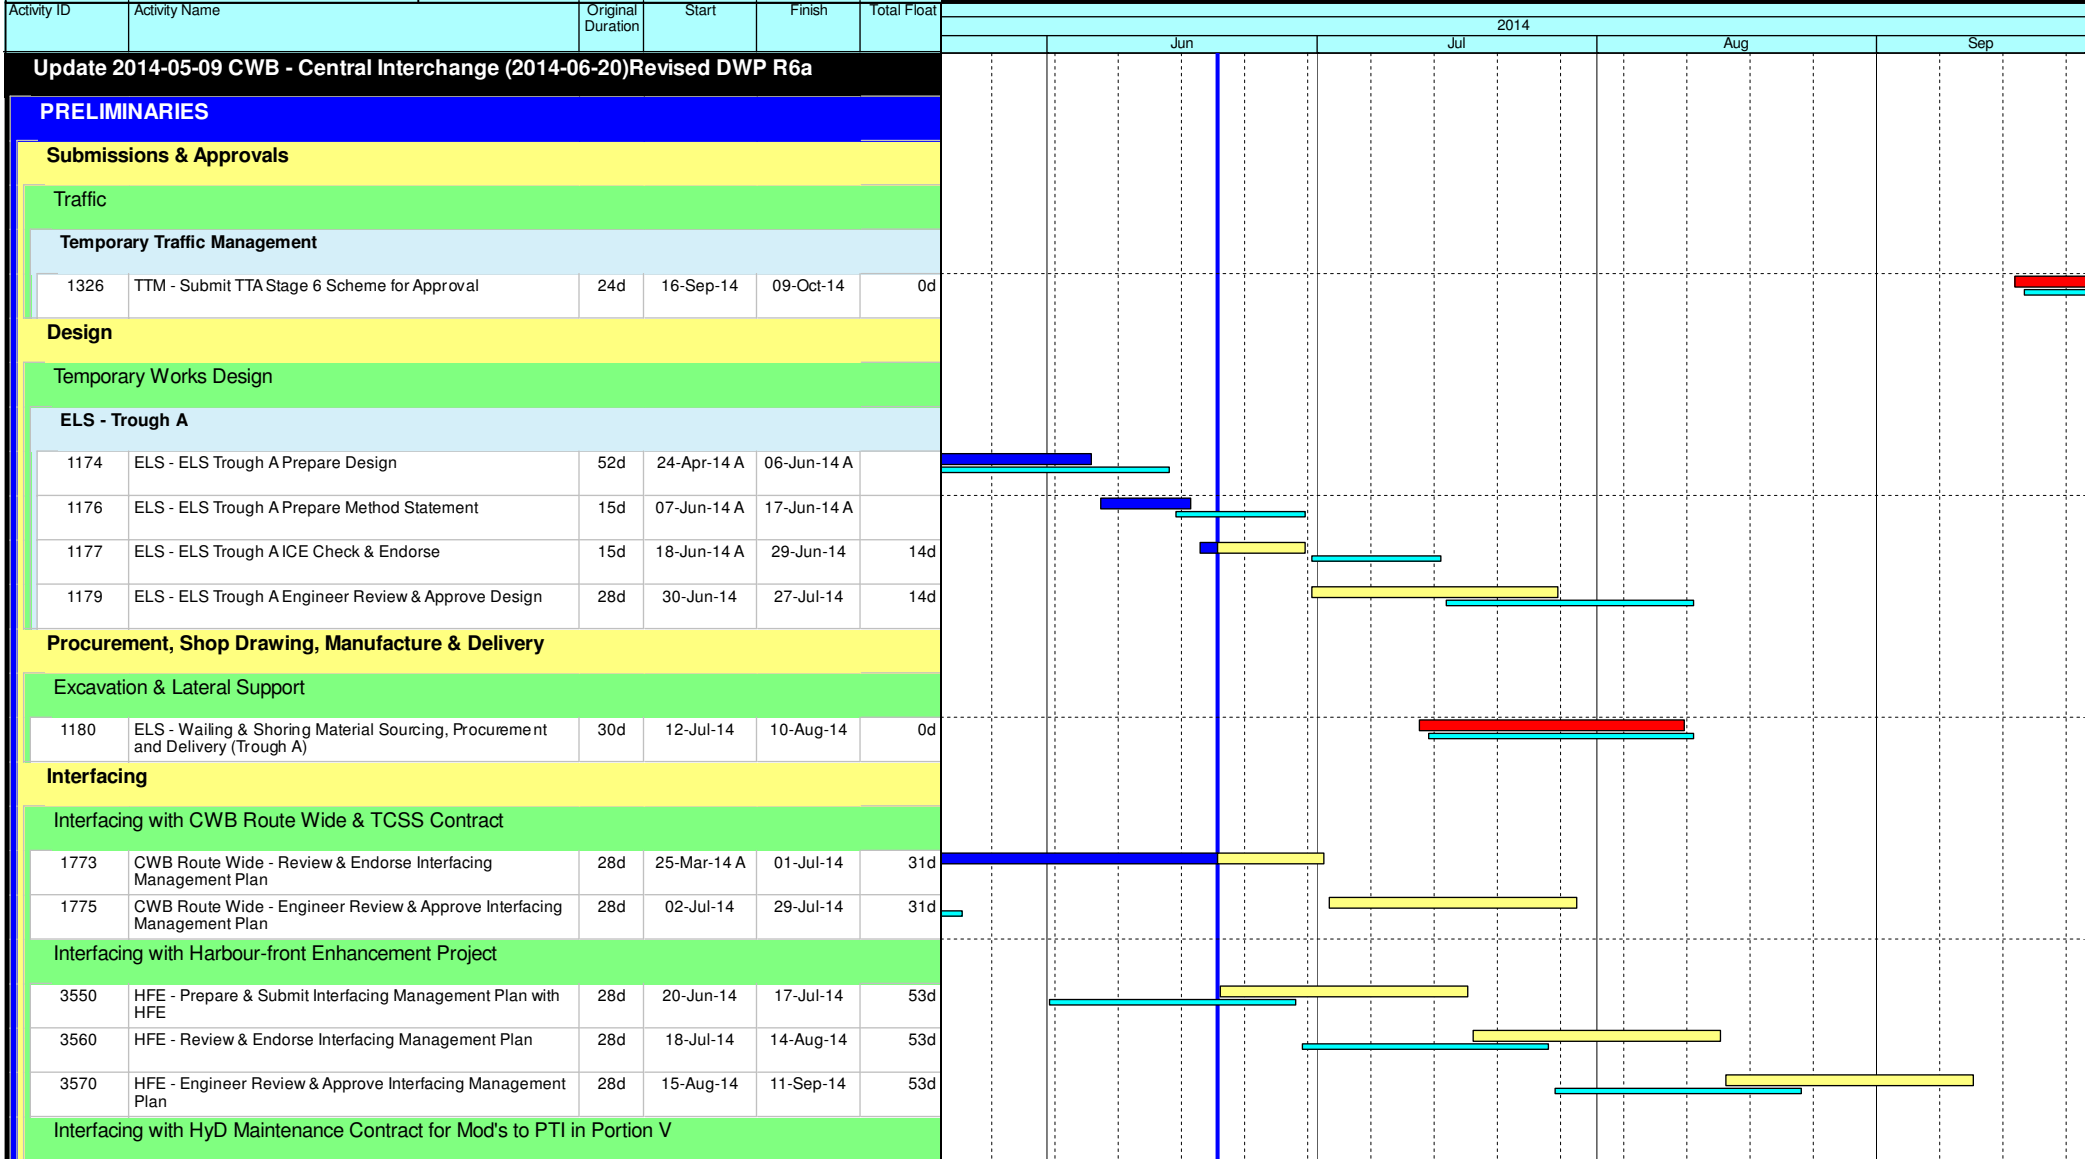 Activity ID Activity Name Original Start Finish Total Float
Duration
2014
Jun Jul Aug Sep
Update 2014-05-09 CWB - Central Interchange (2014-06-20)Revised DWP R6a
PRELIMINARIES
Submissions & Approvals
Traffic
Temporary Traffic Management
1326 TTM - Submit TTA Stage 6 Scheme for Approval 24d 16-Sep-14 09-Oct-14 0d
Design
Temporary Works Design
ELS - Trough A
1174 ELS - ELS Trough A Prepare Design 52d 24-Apr-14 A 06-Jun-14 A
1176 ELS - ELS Trough A Prepare Method Statement 15d 07-Jun-14 A 17-Jun-14 A
1177 ELS - ELS Trough A ICE Check & Endorse 15d 18-Jun-14 A 29-Jun-14 14d
1179 ELS - ELS Trough A Engineer Review & Approve Design 28d 30-Jun-14 27-Jul-14 14d
Procurement, Shop Drawing, Manufacture & Delivery
Excavation & Lateral Support
1180 ELS - Wailing & Shoring Material Sourcing, Procurement 30d 12-Jul-14 10-Aug-14 0d
and Delivery (Trough A)
Interfacing
Interfacing with CWB Route Wide & TCSS Contract
1773 CWB Route Wide - Review & Endorse Interfacing 28d 25-Mar-14 A 01-Jul-14 31d
Management Plan
1775 CWB Route Wide - Engineer Review & Approve Interfacing 28d 02-Jul-14 29-Jul-14 31d
Management Plan
Interfacing with Harbour-front Enhancement Project
3550 HFE - Prepare & Submit Interfacing Management Plan with 28d 20-Jun-14 17-Jul-14 53d
HFE
3560 HFE - Review & Endorse Interfacing Management Plan 28d 18-Jul-14 14-Aug-14 53d
3570 HFE - Engineer Review & Approve Interfacing Management 28d 15-Aug-14 11-Sep-14 53d
Plan
Interfacing with HyD Maintenance Contract for Mod's to PTI in Portion V